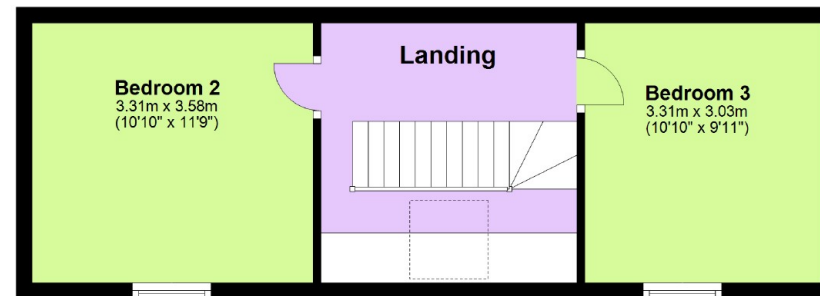 Landing
Bedroom 2
3.31m x 3.58m
(10'10" x 11'9")
Bedroom 3
3.31m x 3.03m
(10'10" x 9'11")